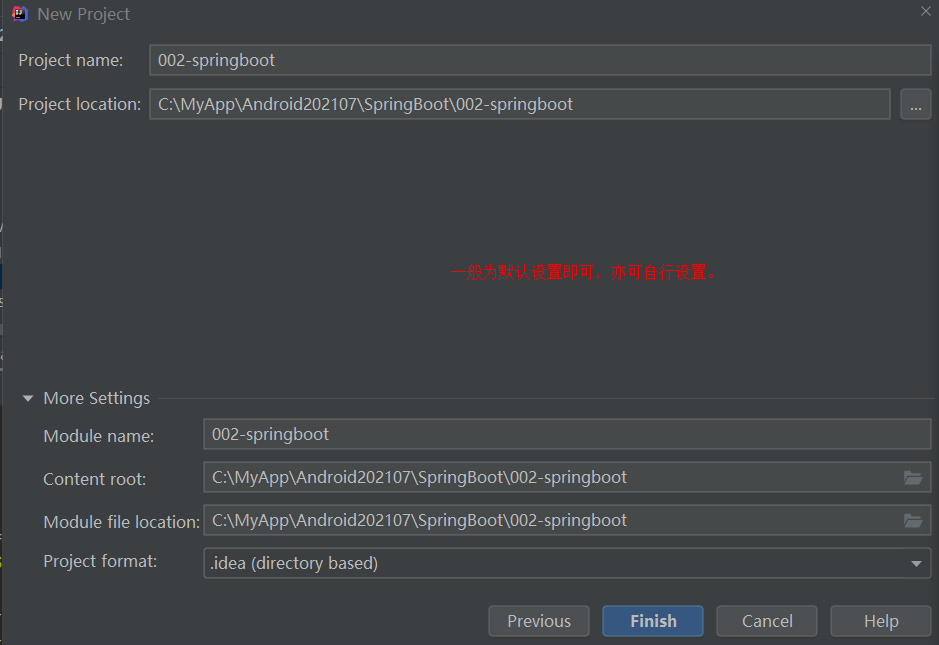 New Project
Project name: 002-springboot
Project location: C:\MyApp\Android202107\SpringBoot\002-springboot ...
一般为默认设置即可，亦可自行设置。
More Settings
Module name: 002-springboot
Content root: C:\MyApp\Android202107\SpringBoot\002-springboot
Module file location: C:\MyApp\Android202107\SpringBoot\002-springboot
Project format: .idea (directory based)
Previous Finish Cancel Help